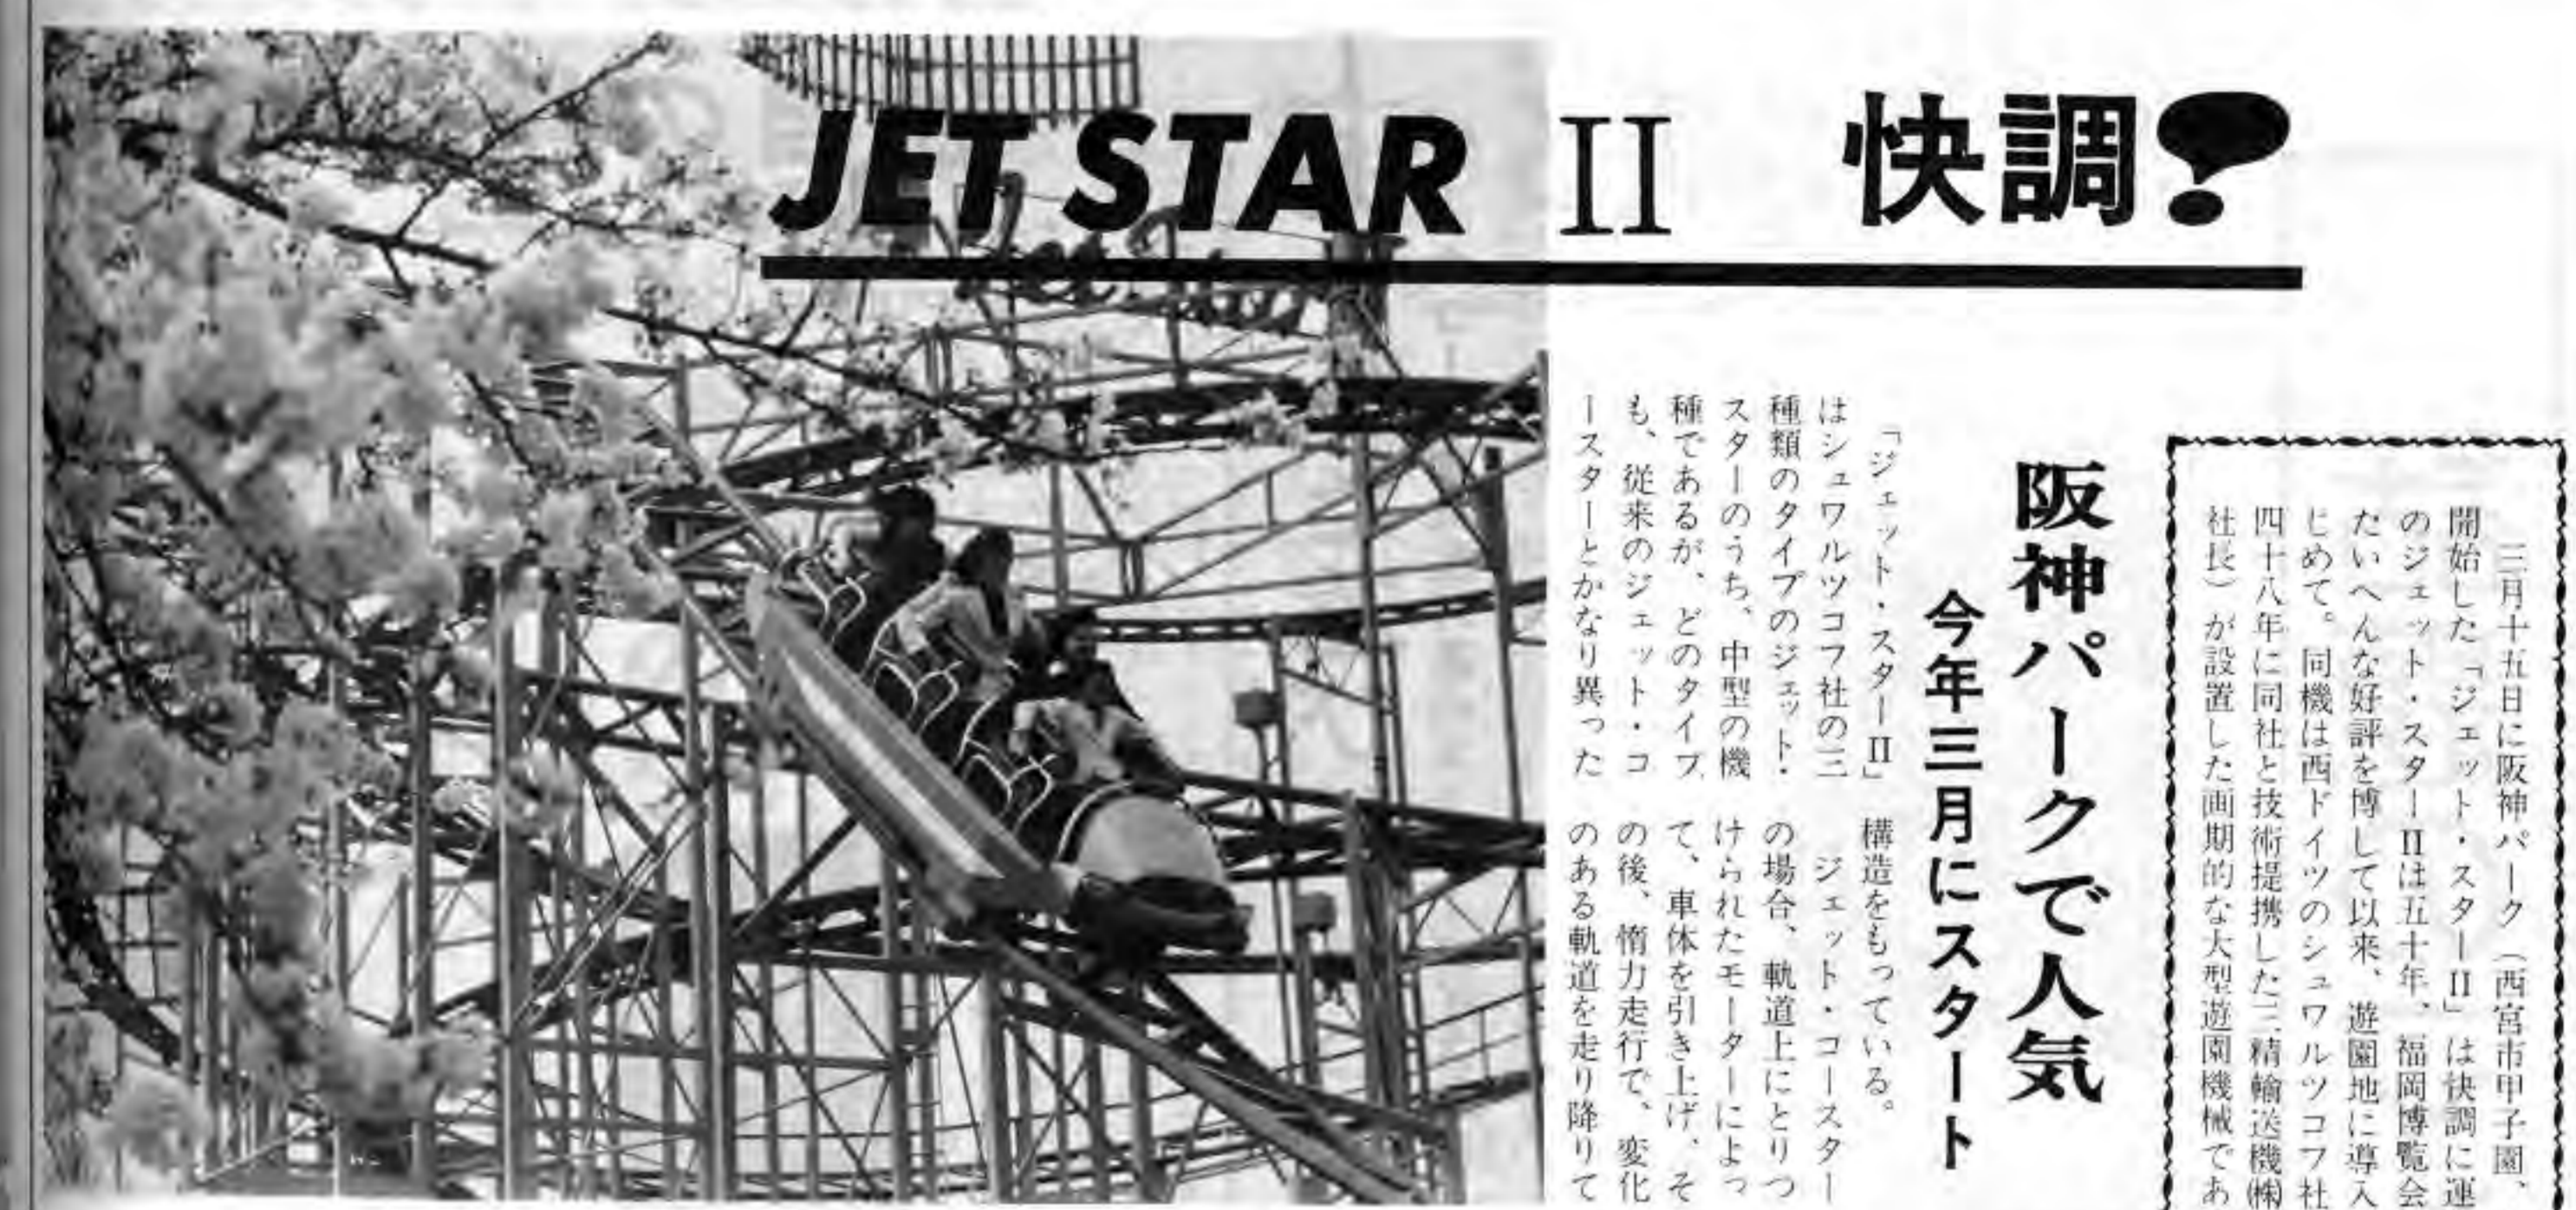 JET STAR II 快調!
阪神パークで人気
今年三月にスタート
三月十五日に阪神パーク（西宮市甲子園、
開始した「ジェット・スターII」は快調に運
のジェット・スターIIは五十年、福岡博覧会
たいへんな好評を博して以来、遊園地に導入
じめて。同機は西ドイツのシュワルツコフ社
四十八年に同社と技術提携した三精輸送機㈱
社長）が設置した画期的な大型遊園機械であ
「ジェット・スターII」
はシュワルツコフ社の三
種類のタイプのジェット・
スターのうち、中型の機
種であるが、どのタイプ
も、従来のジェット・コ
ースターとかなり異った
構造をもっている。
ジェット・コースター
の場合、軌道上にとりつ
けられたモーターによっ
て、車体を引き上げ、そ
の後、惰力走行で、変化
のある軌道を走り降りて